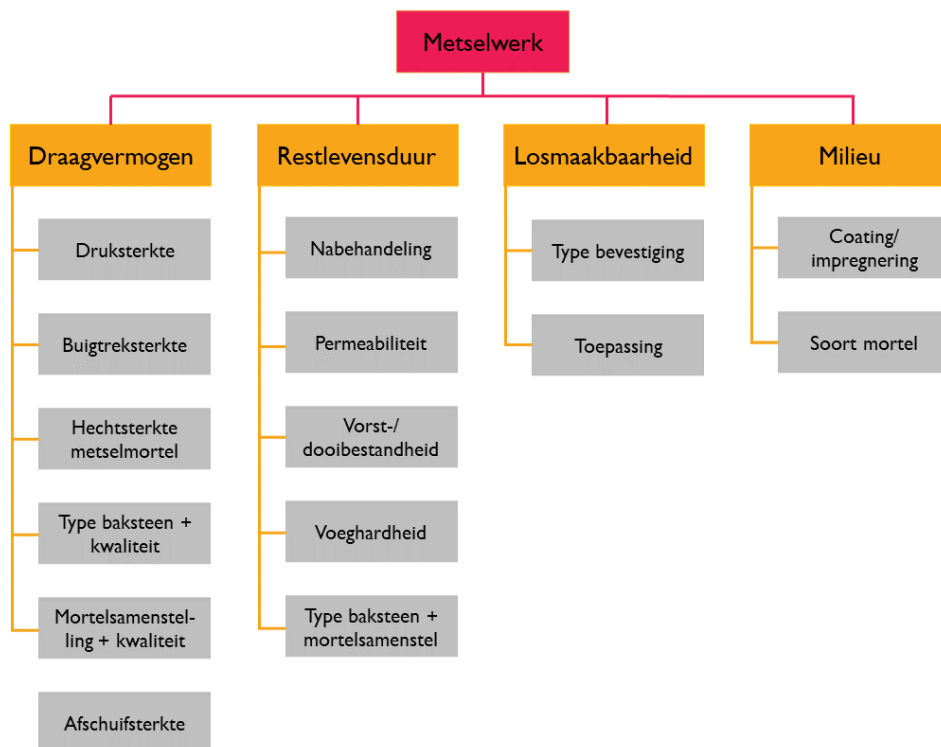 Metselwerk
Draagvermogen
Druksterkte
Buigtreksterkte
Hechtsterkte
metselmortel
Type baksteen +
kwaliteit
Mortelsamenstel-
ling + kwaliteit
Afschuifsterkte
Restlevensduur
Nabehandeling
Permeabiliteit
Vorst-/
dooibestandheid
Voeghardheid
Type baksteen +
mortelsamenstel
Losmaakbaarheid
Type bevestiging
Toepassing
Milieu
Coating/
impregnering
Soort mortel